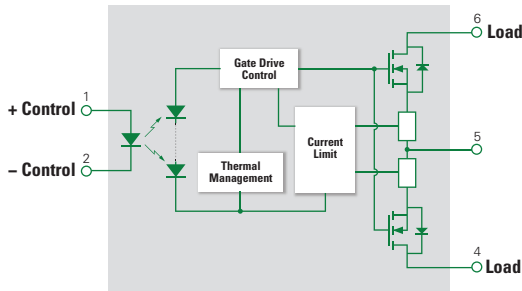 6
Load
Gate Drive
Control
1
+ Control
5
Current
Limit
2
– Control
Thermal
Management
4
Load